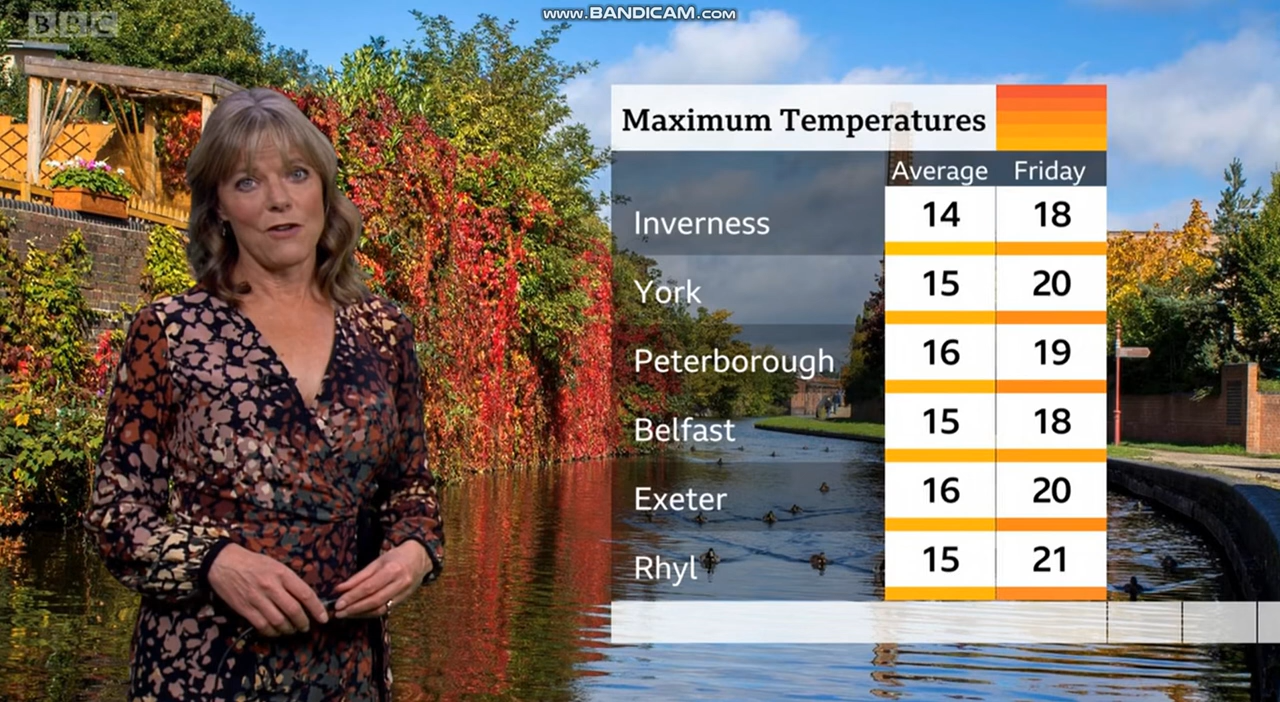 BBC
www.BANDICAM.com
Maximum Temperatures
Average Friday
Inverness 14 18
York 15 20
Peterborough 16 19
Belfast 15 18
Exeter 16 20
Rhyl 15 21